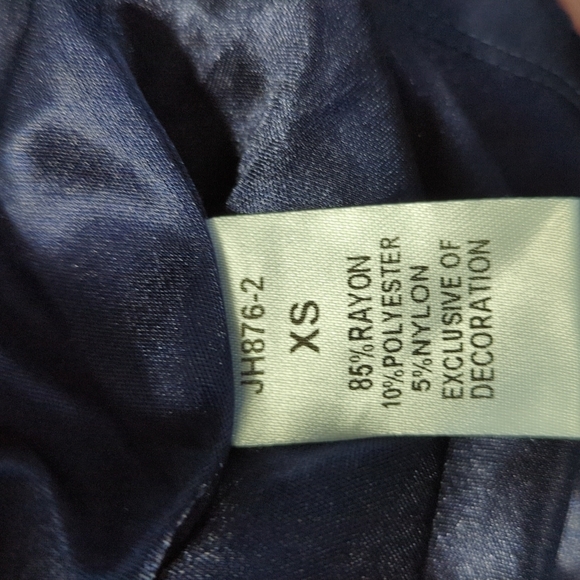 JH876-2
XS
85%RAYON
10%POLYESTER
5%NYLON
EXCLUSIVE OF
DECORATION